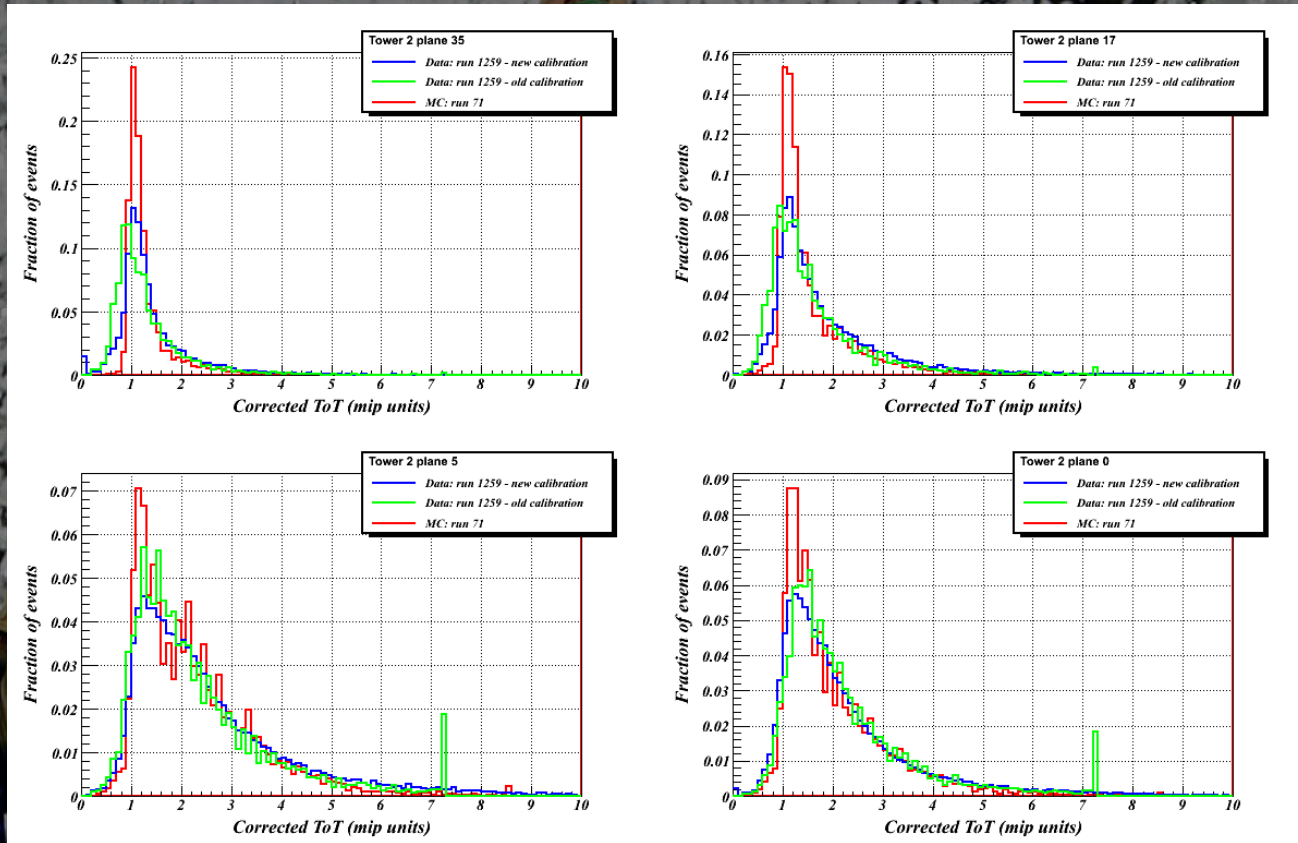 Tower 2 plane 35
Data: run 1259 - new calibration
Data: run 1259 - old calibration
MC: run 71
Fraction of events
0.25
0.2
0.15
0.1
0.05
0
0 1 2 3 4 5 6 7 8 9 10
Corrected ToT (mip units)
Tower 2 plane 17
Data: run 1259 - new calibration
Data: run 1259 - old calibration
MC: run 71
Fraction of events
0.16
0.14
0.12
0.1
0.08
0.06
0.04
0.02
0
0 1 2 3 4 5 6 7 8 9 10
Corrected ToT (mip units)
Tower 2 plane 5
Data: run 1259 - new calibration
Data: run 1259 - old calibration
MC: run 71
Fraction of events
0.07
0.06
0.05
0.04
0.03
0.02
0.01
0
0 1 2 3 4 5 6 7 8 9 10
Corrected ToT (mip units)
Tower 2 plane 0
Data: run 1259 - new calibration
Data: run 1259 - old calibration
MC: run 71
Fraction of events
0.09
0.08
0.07
0.06
0.05
0.04
0.03
0.02
0.01
0
0 1 2 3 4 5 6 7 8 9 10
Corrected ToT (mip units)